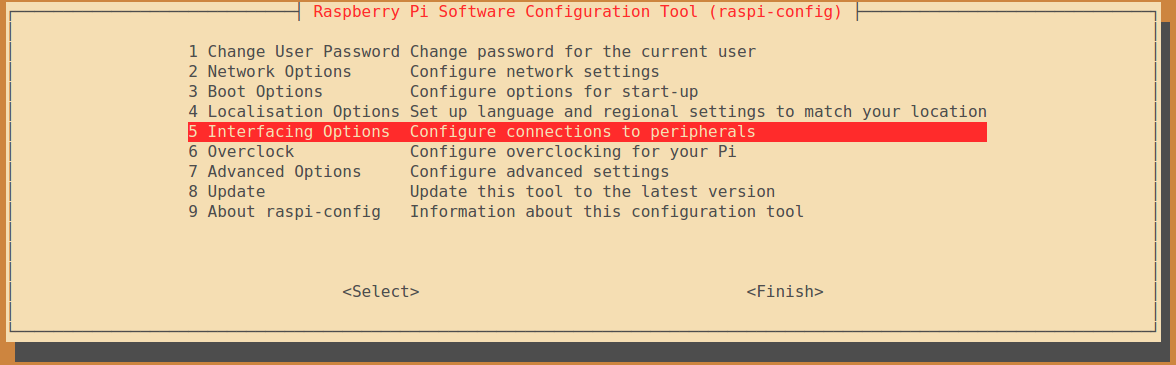 Raspberry Pi Software Configuration Tool (raspi-config)
1 Change User Password Change password for the current user
2 Network Options Configure network settings
3 Boot Options Configure options for start-up
4 Localisation Options Set up language and regional settings to match your location
5 Interfacing Options Configure connections to peripherals
6 Overclock Configure overclocking for your Pi
7 Advanced Options Configure advanced settings
8 Update Update this tool to the latest version
9 About raspi-config Information about this configuration tool
<Select> <Finish>